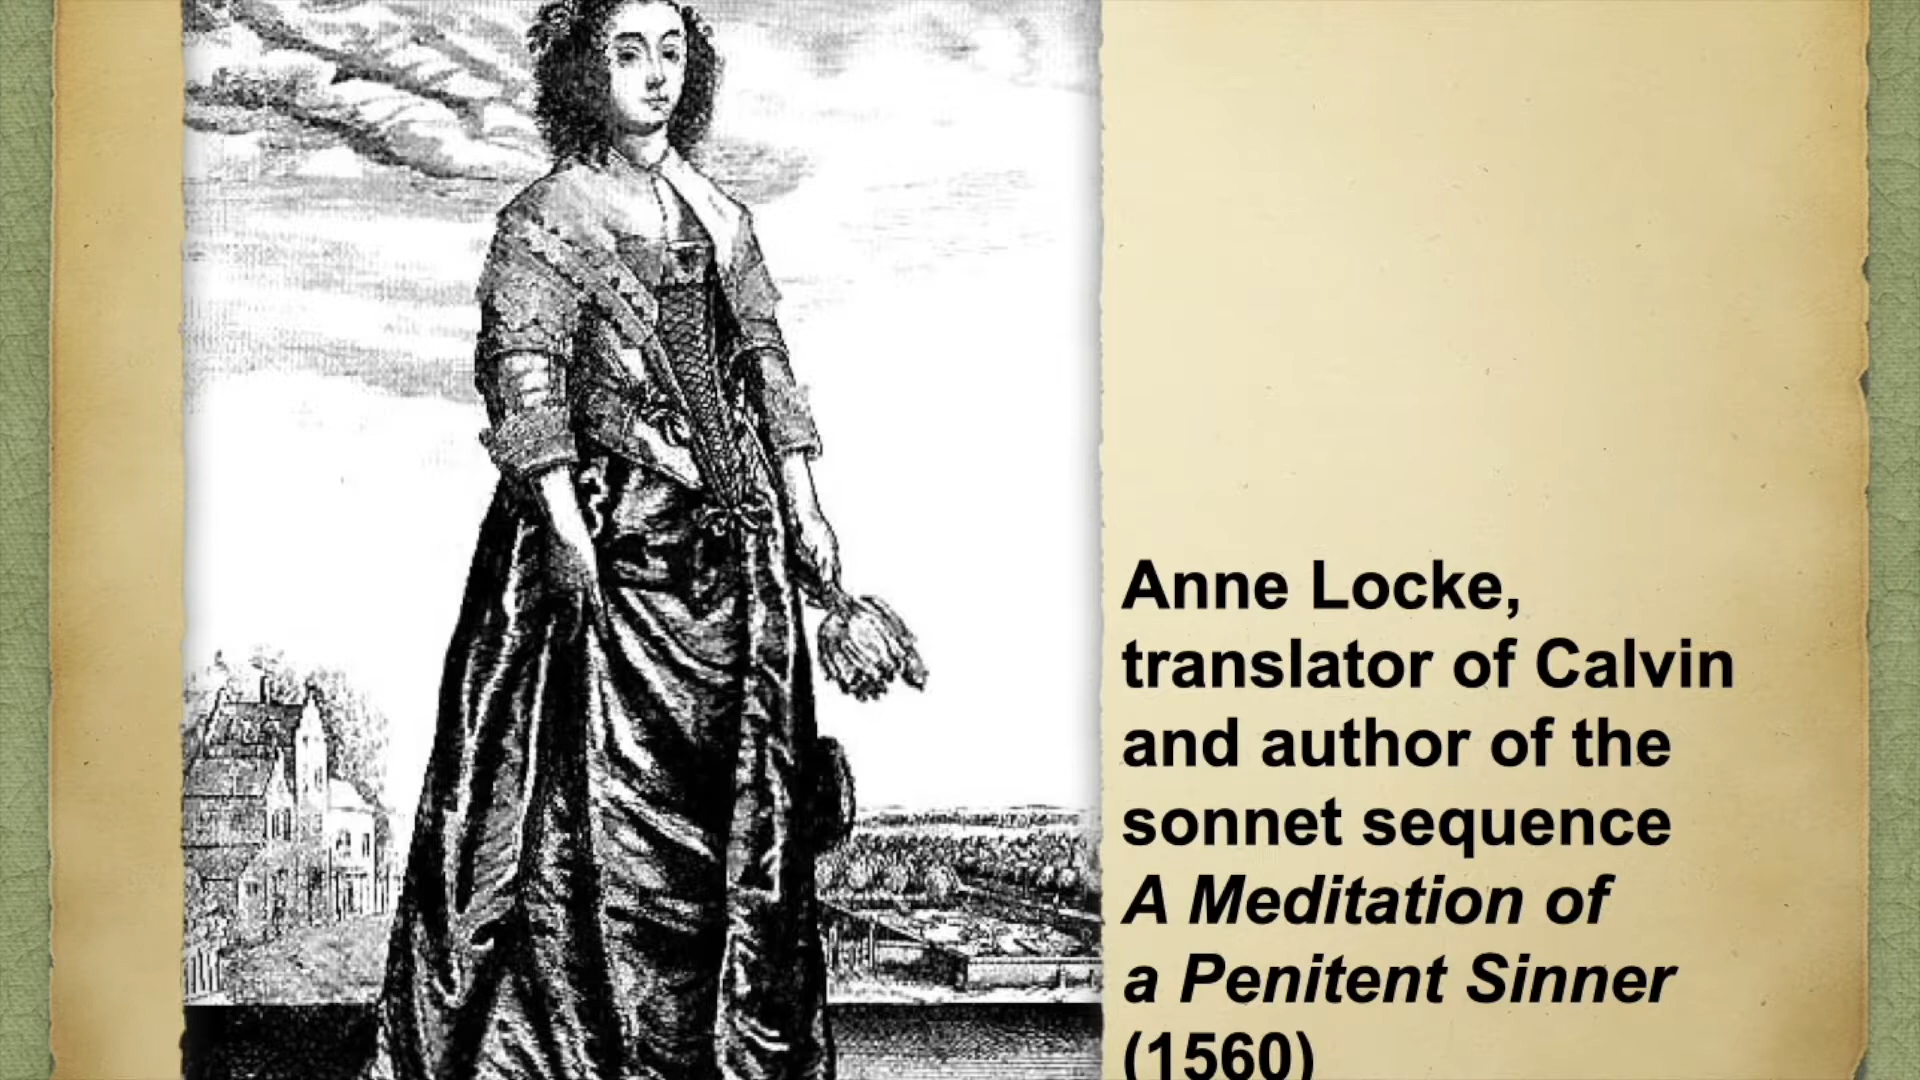 Anne Locke,
translator of Calvin
and author of the
sonnet sequence
A Meditation of
a Penitent Sinner
(1560)